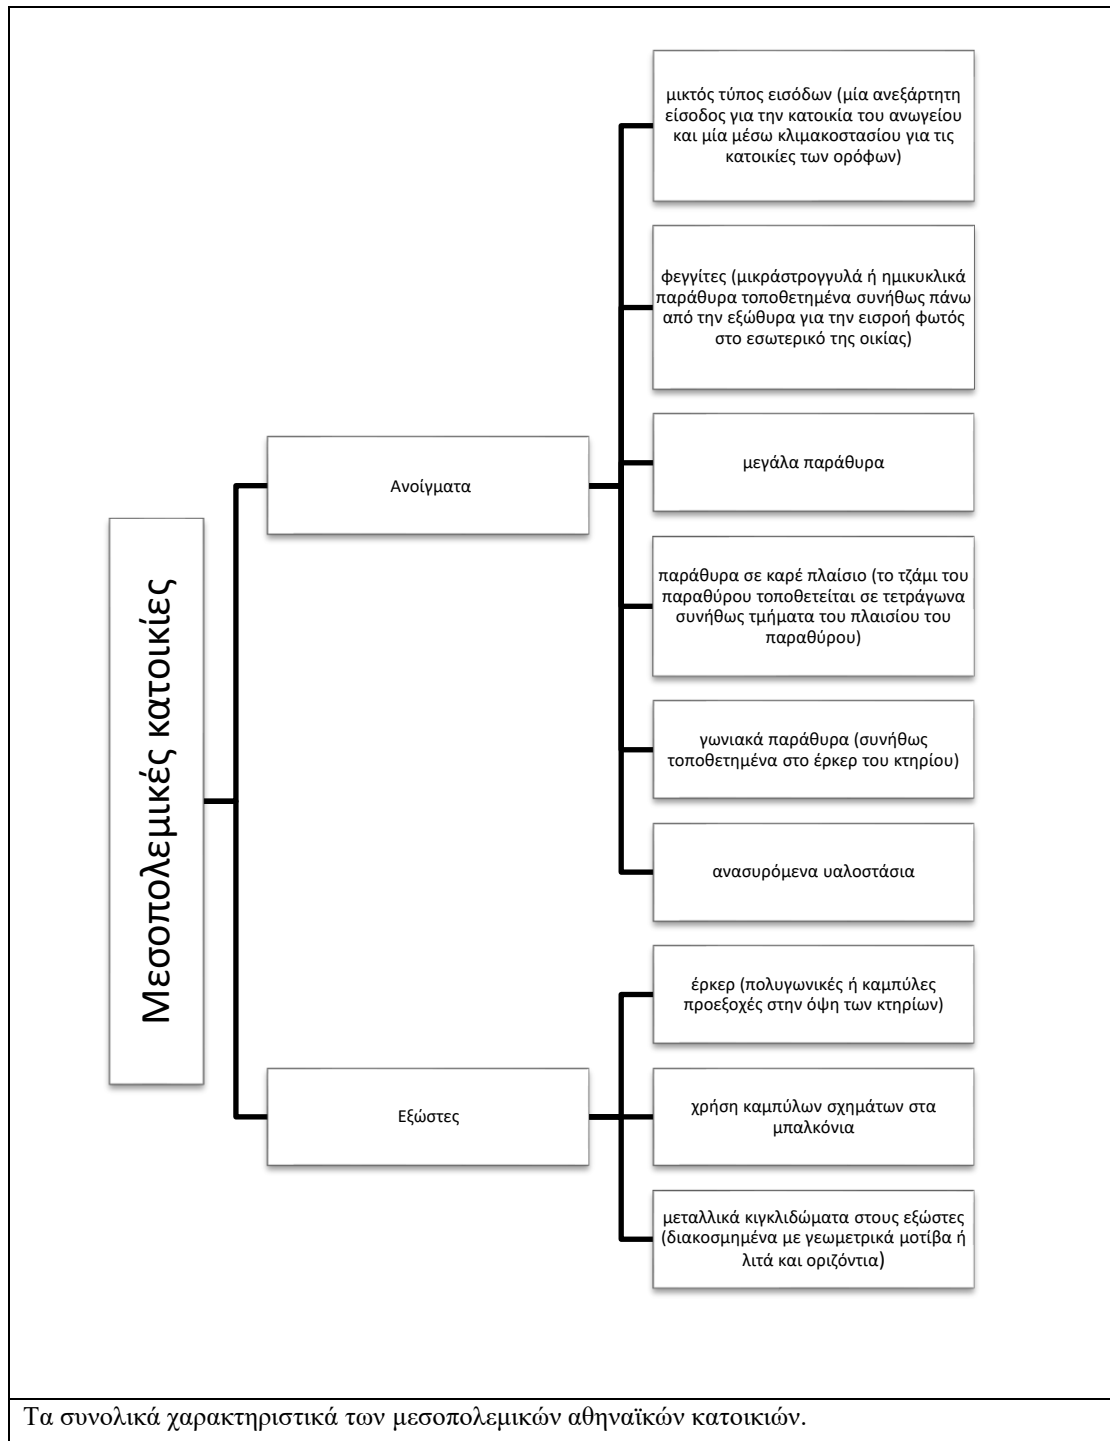 Μεσοπολεμικές κατοικίες
Ανοίγματα
μικτός τύπος εισόδων (μία ανεξάρτητη
είσοδος για την κατοικία του ανωγείου
και μία μέσω κλιμακοστασίου για τις
κατοικίες των ορόφων)
φεγγίτες (μικράστρογγυλά ή ημικυκλικά
παράθυρα τοποθετημένα συνήθως πάνω
από την εξώθυρα για την εισροή φωτός
στο εσωτερικό της οικίας)
μεγάλα παράθυρα
παράθυρα σε καρέ πλαίσιο (το τζάμι του
παραθύρου τοποθετείται σε τετράγωνα
συνήθως τμήματα του πλαισίου του
παραθύρου)
γωνιακά παράθυρα (συνήθως
τοποθετημένα στο έρκερ του κτηρίου)
ανασυρόμενα υαλοστάσια
Εξώστες
έρκερ (πολυγωνικές ή καμπύλες
προεξοχές στην όψη των κτηρίων)
χρήση καμπύλων σχημάτων στα
μπαλκόνια
μεταλλικά κιγκλιδώματα στους εξώστες
(διακοσμημένα με γεωμετρικά μοτίβα ή
λιτά και οριζόντια)
Τα συνολικά χαρακτηριστικά των μεσοπολεμικών αθηναϊκών κατοικιών.